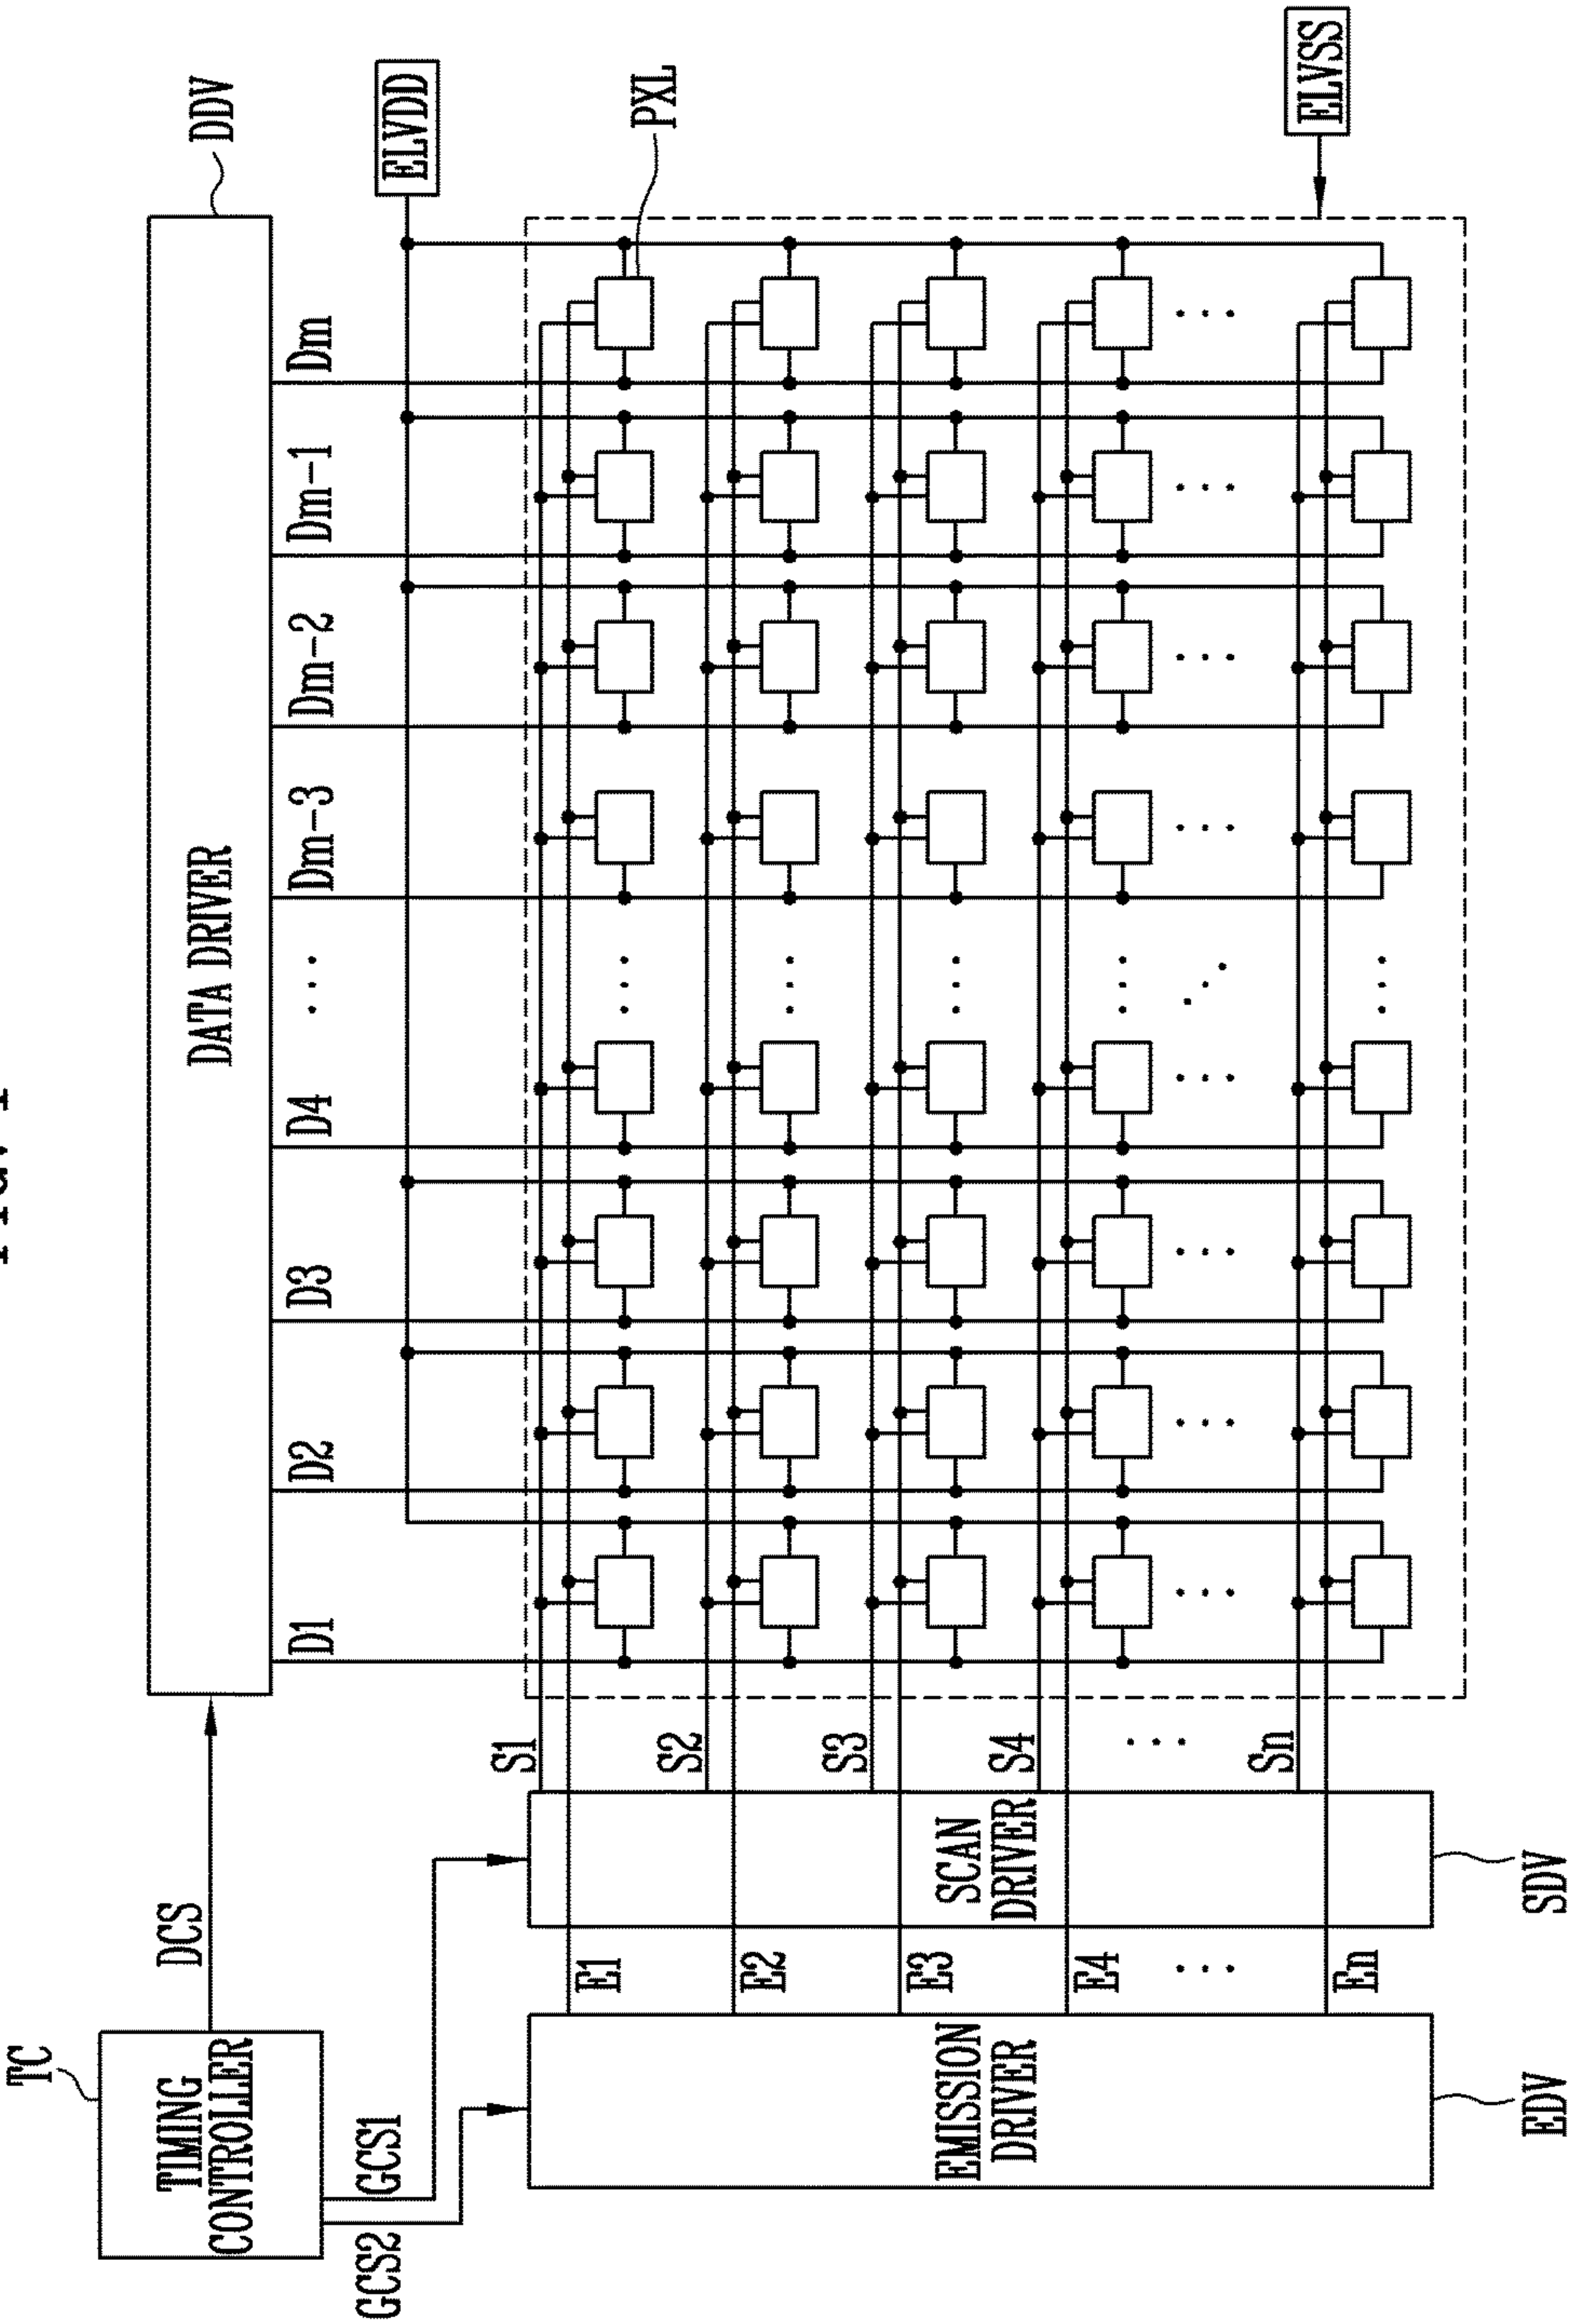 TC
TIMING
CONTROLLER
DCS
DATA DRIVER
DDV
GCS1
GCS2
D1
D2
D3
D4
...
Dm-3
Dm-2
Dm-1
Dm
ELVDD
PXL
ELVSS
EMISSION
DRIVER
EDV
E1
E2
E3
E4
...
En
SCAN
DRIVER
SDV
S1
S2
S3
S4
...
Sn